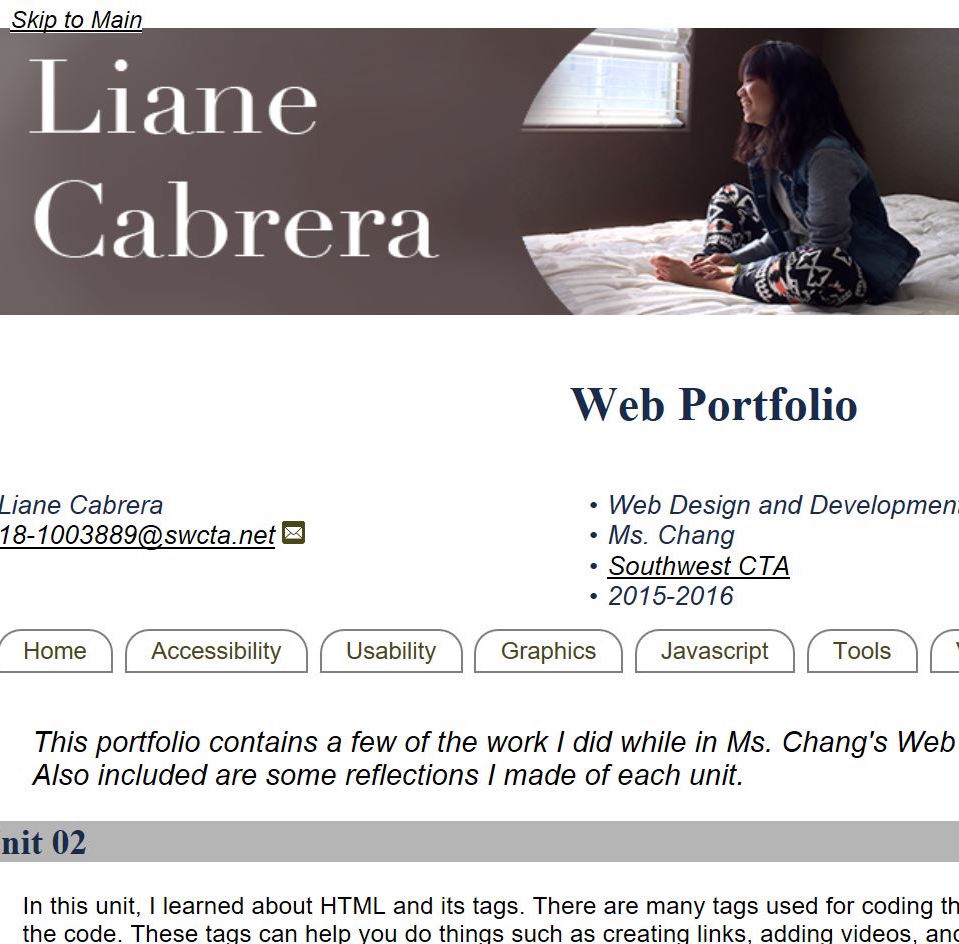 Skip to Main
Liane
Cabrera
Web Portfolio
Liane Cabrera
18-1003889@swcta.net
• Web Design and Development
• Ms. Chang
• Southwest CTA
• 2015-2016
Home Accessibility Usability Graphics Javascript Tools
This portfolio contains a few of the work I did while in Ms. Chang's Web
Also included are some reflections I made of each unit.
nit 02
In this unit, I learned about HTML and its tags. There are many tags used for coding th
the code. These tags can help you do things such as creating links, adding videos, and